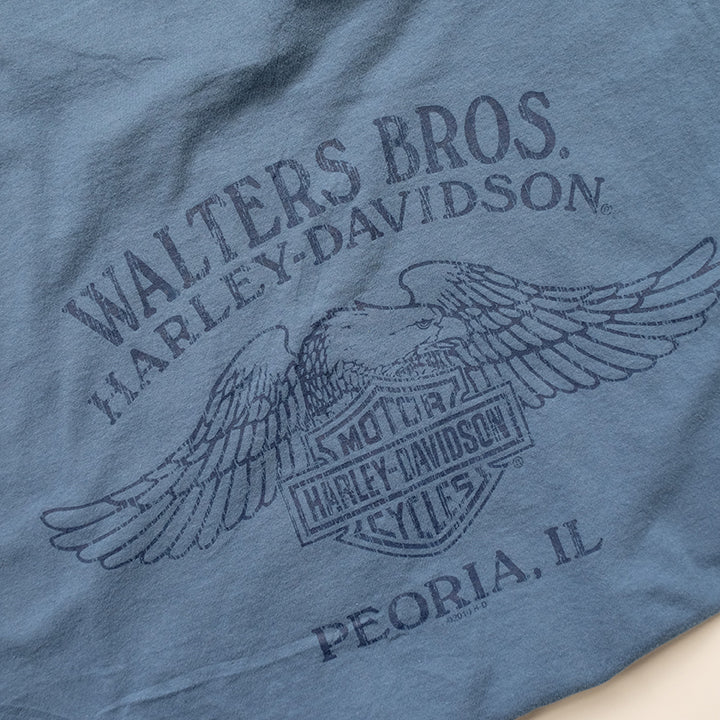 WALTERS BROS.
HARLEY-DAVIDSON©
MOTOR
HARLEY-DAVIDSON
CYCLES®
PEORIA, IL